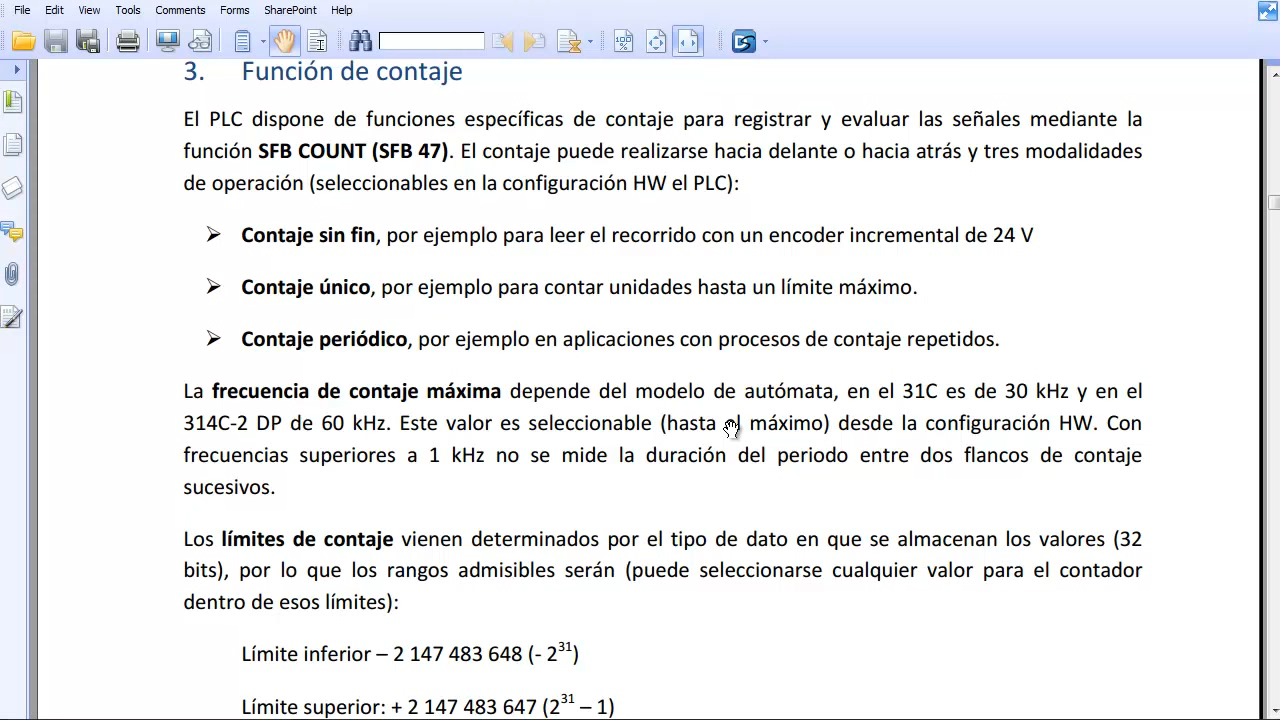 File Edit View Tools Comments Forms SharePoint Help
3. Función de contaje
El PLC dispone de funciones específicas de contaje para registrar y evaluar las señales mediante la
función SFB COUNT (SFB 47). El contaje puede realizarse hacia delante o hacia atrás y tres modalidades
de operación (seleccionables en la configuración HW el PLC):
➢ Contaje sin fin, por ejemplo para leer el recorrido con un encoder incremental de 24 V
➢ Contaje único, por ejemplo para contar unidades hasta un límite máximo.
➢ Contaje periódico, por ejemplo en aplicaciones con procesos de contaje repetidos.
La frecuencia de contaje máxima depende del modelo de autómata, en el 31C es de 30 kHz y en el
314C-2 DP de 60 kHz. Este valor es seleccionable (hasta el máximo) desde la configuración HW. Con
frecuencias superiores a 1 kHz no se mide la duración del periodo entre dos flancos de contaje
sucesivos.
Los límites de contaje vienen determinados por el tipo de dato en que se almacenan los valores (32
bits), por lo que los rangos admisibles serán (puede seleccionarse cualquier valor para el contador
dentro de esos límites):
Límite inferior – 2 147 483 648 (- 2³¹)
Límite superior: + 2 147 483 647 (2³¹ – 1)